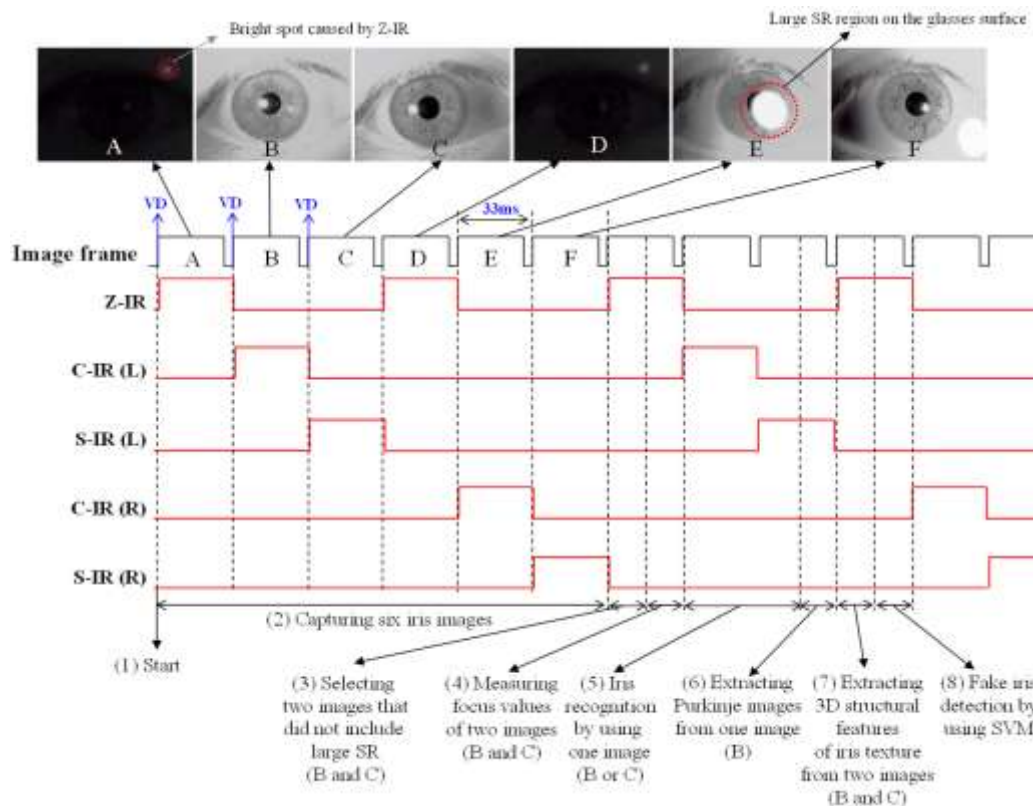 Bright spot caused by Z-IR
Large SR region on the glasses surface
A B C D E F
VD VD VD 33ms
Image frame A B C D E F
Z-IR
C-IR (L)
S-IR (L)
C-IR (R)
S-IR (R)
(2) Capturing six iris images
(1) Start
(3) Selecting
two images that
did not include
large SR
(B and C)
(4) Measuring
focus values
of two images
(B and C)
(5) Iris
recognition
by using
one image
(B or C)
(6) Extracting
Purkinje images
from one image
(B)
(7) Extracting
3D structural
features
of iris texture
from two images
(B and C)
(8) Fake iris
detection by
using SVM